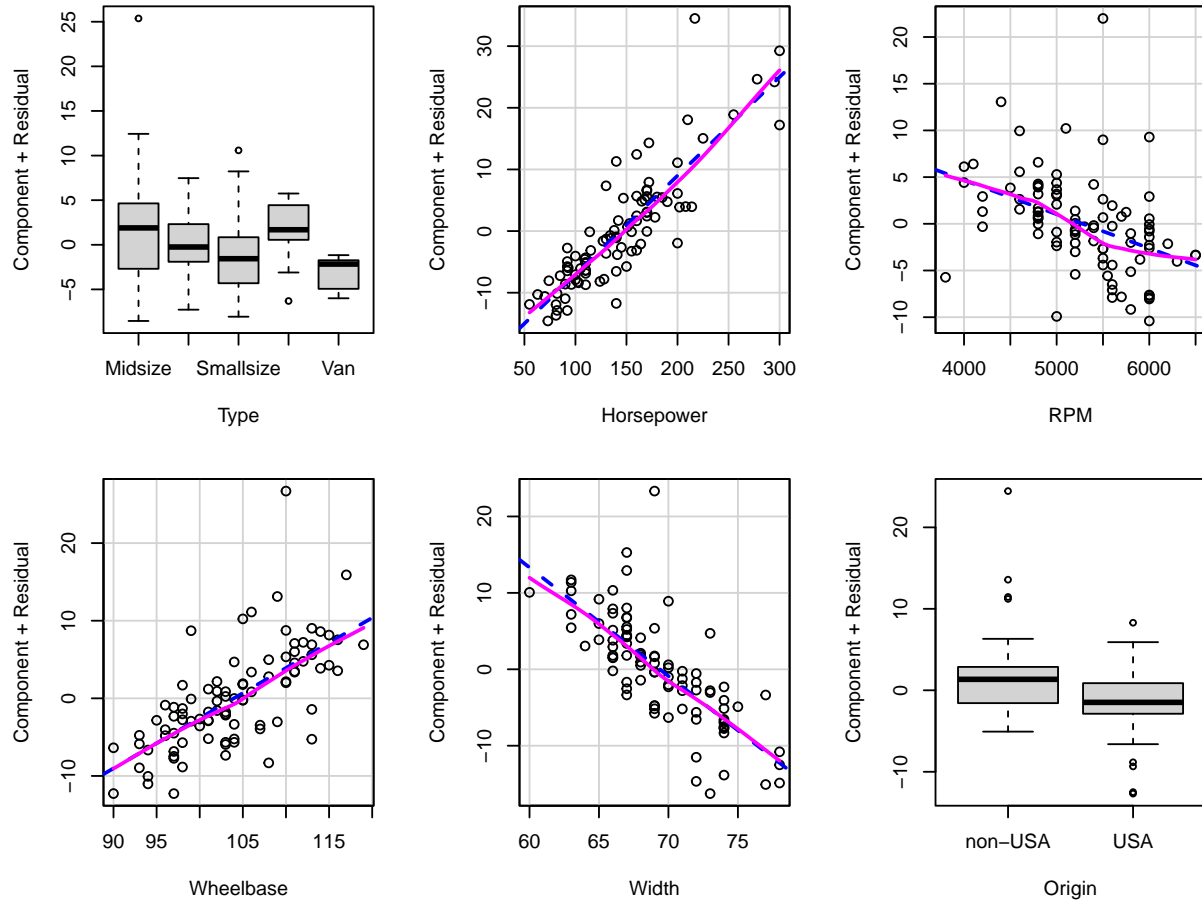 Component + Residual
25
20
15
10
5
0
−5
Midsize
Smallsize
Van
Type
Component + Residual
30
20
10
0
−10
50
100
150
200
250
300
Horsepower
Component + Residual
20
15
10
5
0
−5
−10
4000
5000
6000
RPM
Component + Residual
20
10
0
−10
90
95
105
115
Wheelbase
Component + Residual
20
10
0
−10
60
65
70
75
Width
Component + Residual
20
10
0
−10
non−USA
USA
Origin